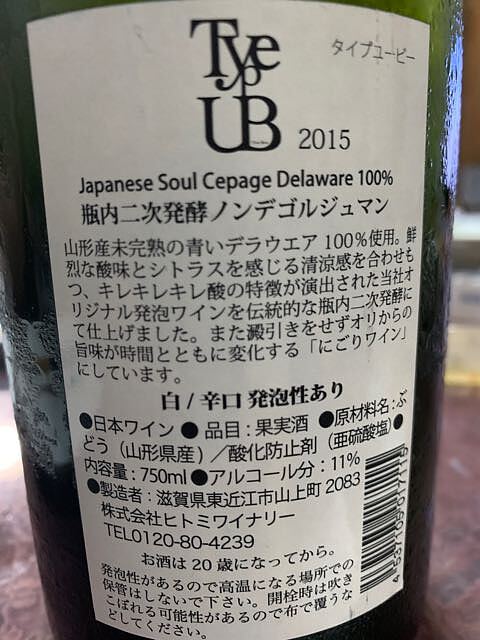 Type
UB
タイプユービー
2015
Japanese Soul Cepage Delaware 100%
瓶内二次発酵ノンデゴルジュマン
山形産未完熟の青いデラウエア 100%使用。鮮
烈な酸味とシトラスを感じる清涼感を合わせも
つ、キレキレキレ酸の特徴が演出された当社オ
リジナル発泡ワインを伝統的な瓶内二次発酵に
て仕上げました。また澱引きをせずオリからの
旨味が時間とともに変化する「にごりワイン」
にしています。
白 / 辛口 発泡性あり
●日本ワイン ● 品目 : 果実酒 ●原材料名 : ぶ
どう（山形県産）／酸化防止剤（亜硫酸塩）●
内容量 : 750ml ●アルコール分 : 11%
●製造者 : 滋賀県東近江市山上町 2083
株式会社ヒトミワイナリー
TEL0120-80-4239
お酒は 20 歳になってから。
発泡性があるので高温になる場所での
保管はしないで下さい。開栓時は吹き
こぼれる可能性があるので布で覆うな
どしてください。